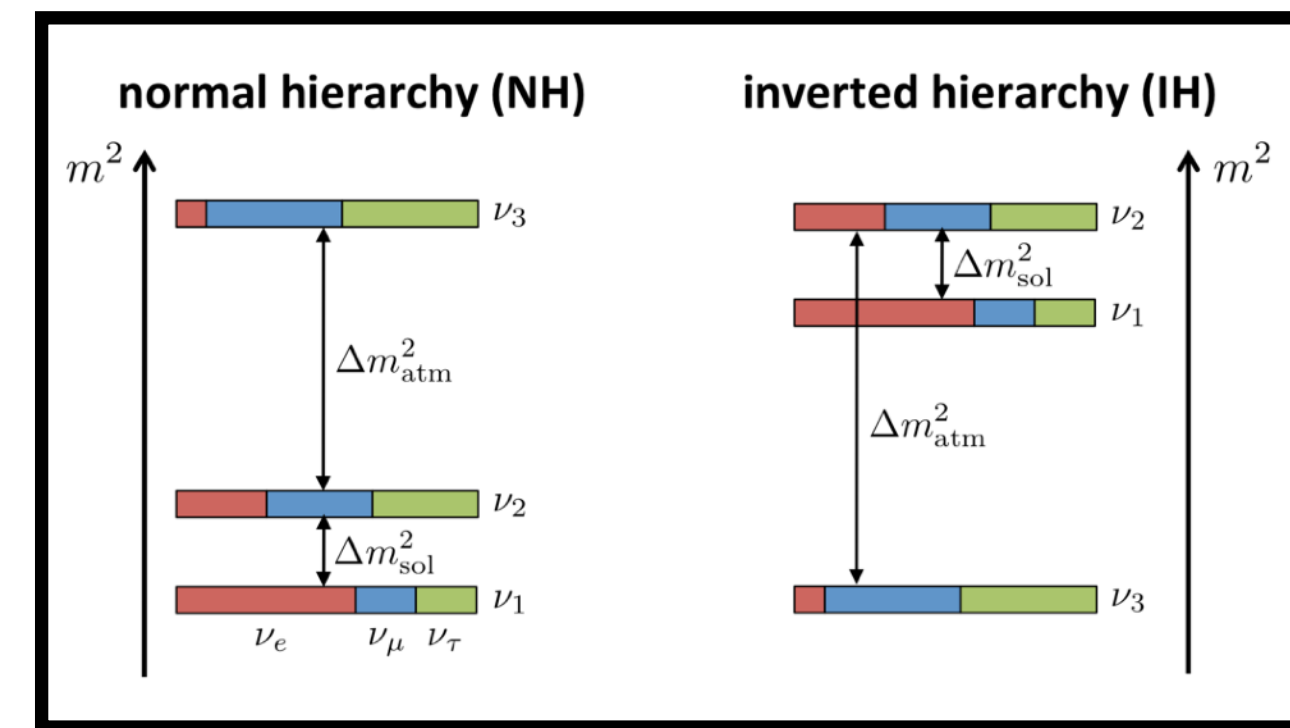 normal hierarchy (NH)
m²
ν₃
Δm²atm
ν₂
Δm²sol
ν₁
νe νμ ντ
inverted hierarchy (IH)
m²
ν₂
Δm²sol
ν₁
Δm²atm
ν₃